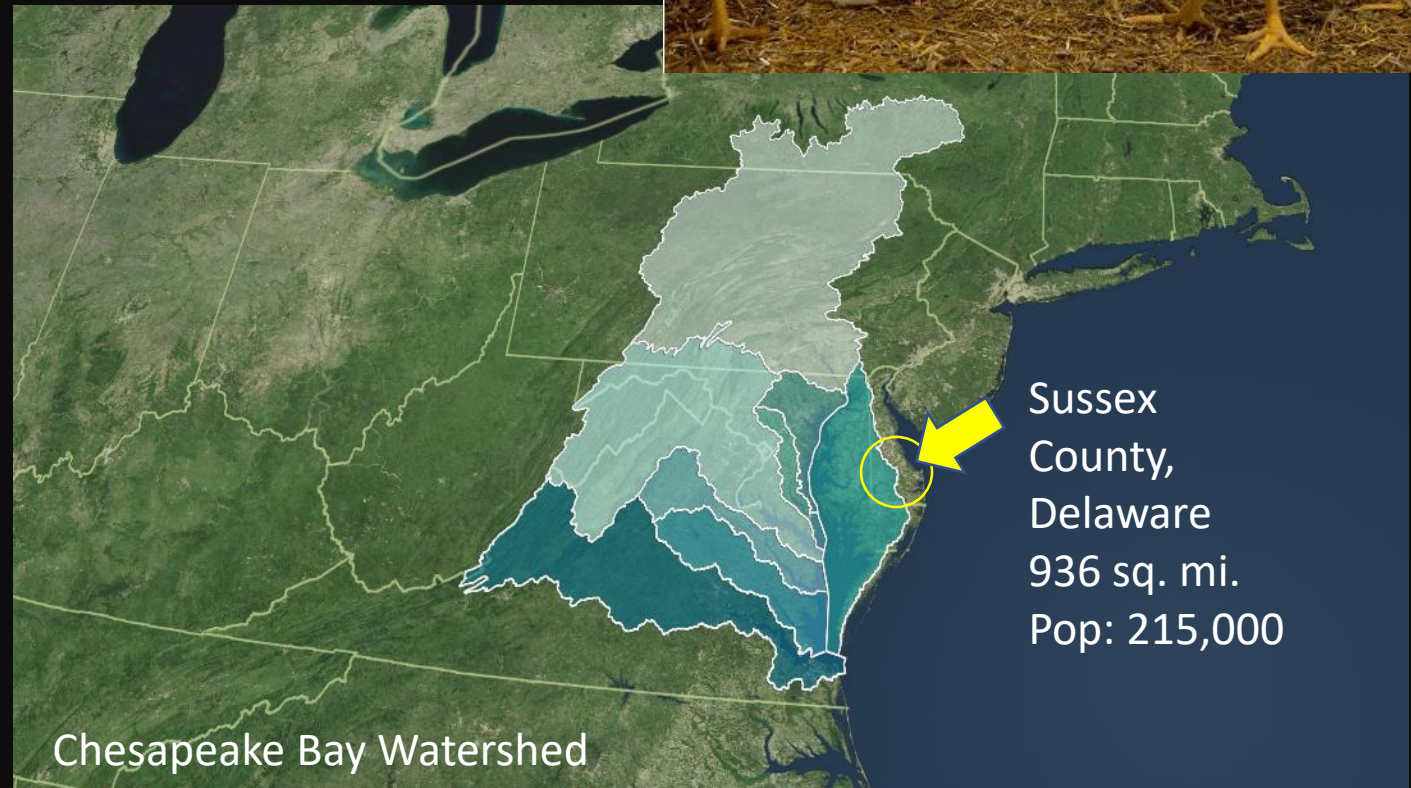 Sussex
County,
Delaware
936 sq. mi.
Pop: 215,000
Chesapeake Bay Watershed